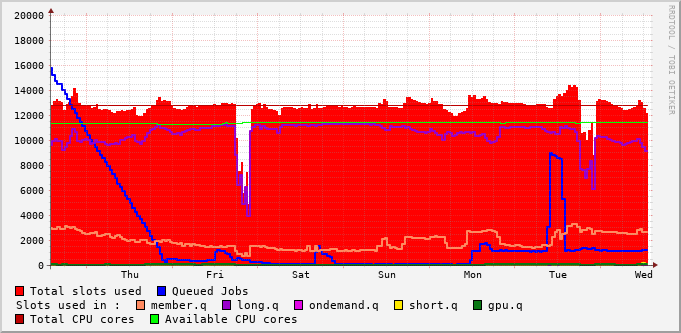 20000
18000
16000
14000
12000
10000
8000
6000
4000
2000
0
Thu Fri Sat Sun Mon Tue Wed
RRDTOOL / TOBI OETIKER
Total slots used Queued Jobs
Slots used in : member.q long.q ondemand.q short.q gpu.q
Total CPU cores Available CPU cores